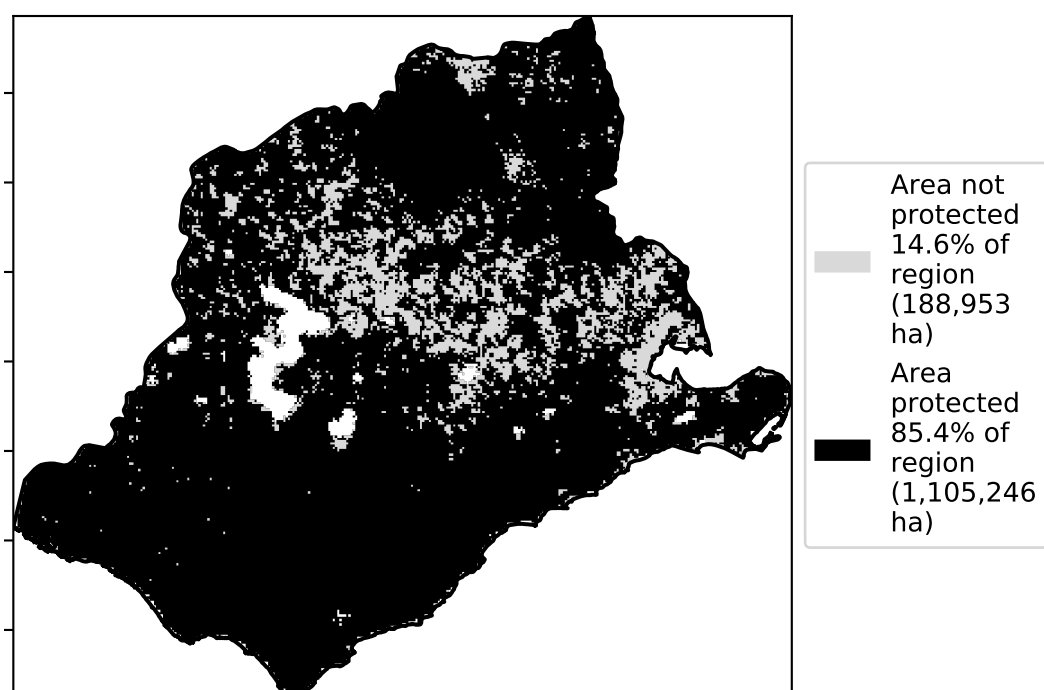 Area not
protected
14.6% of
region
(188,953
ha)
Area
protected
85.4% of
region
(1,105,246
ha)